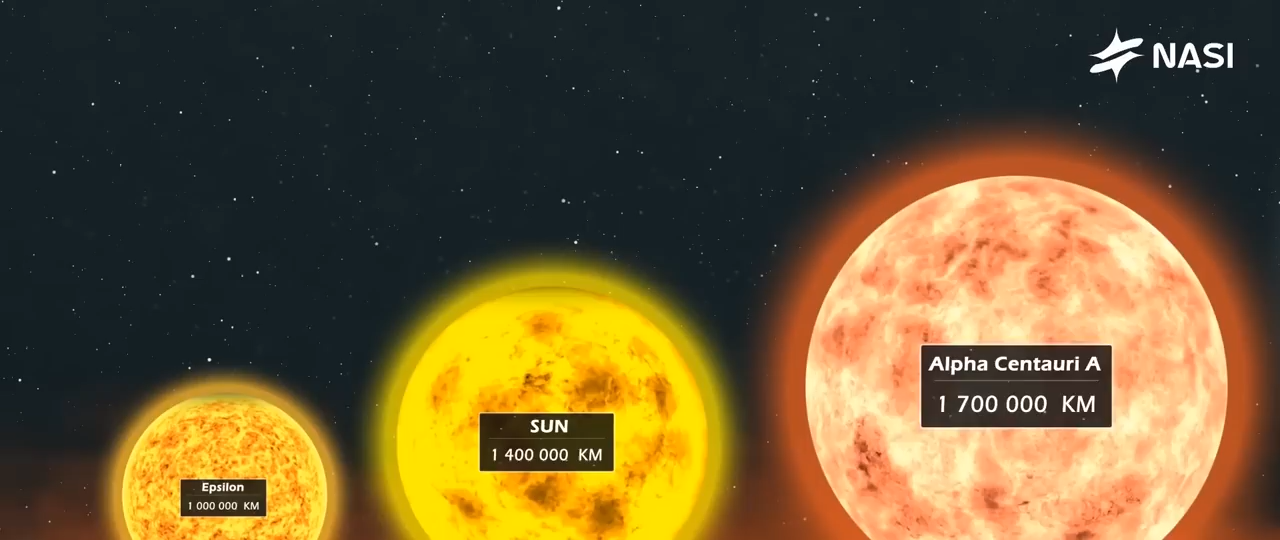 NASI
Alpha Centauri A
1 700 000 KM
SUN
1 400 000 KM
Epsilon
1 000 000 KM